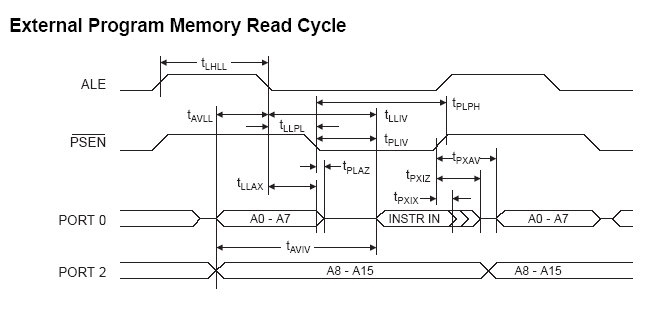 External Program Memory Read Cycle
tLHLL
ALE
tPLPH
tAVLL
tLLIV
tLLPL
PSEN
tPLIV
tPXAV
tPLAZ
tPXIZ
tLLAX
tPXIX
PORT 0
A0 - A7
INSTR IN
A0 - A7
tAVIV
PORT 2
A8 - A15
A8 - A15